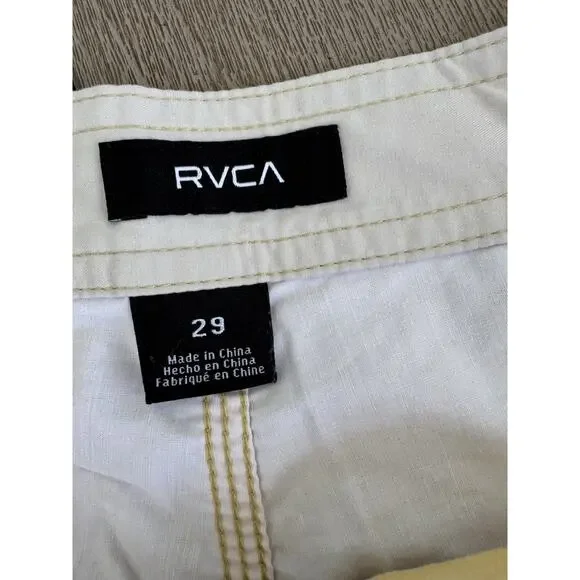 RVCA
29
Made in China
Hecho en China
Fabriqué en Chine